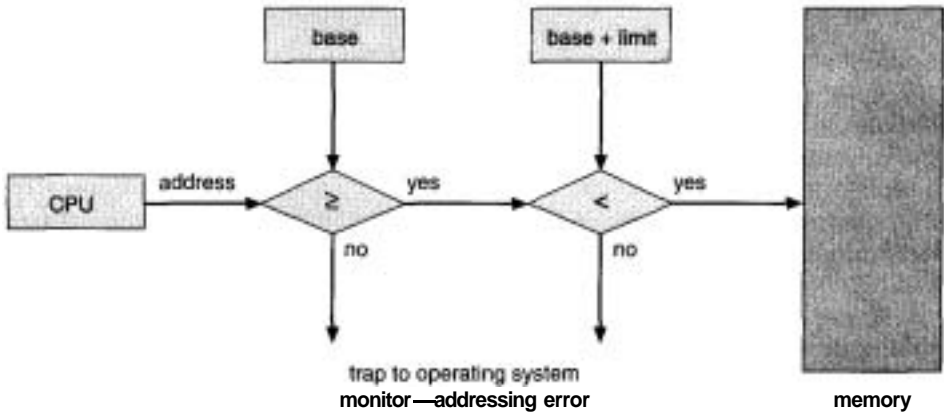 base
base + limit
CPU
address
≥
yes
<
yes
no
no
trap to operating system
monitor—addressing error
memory